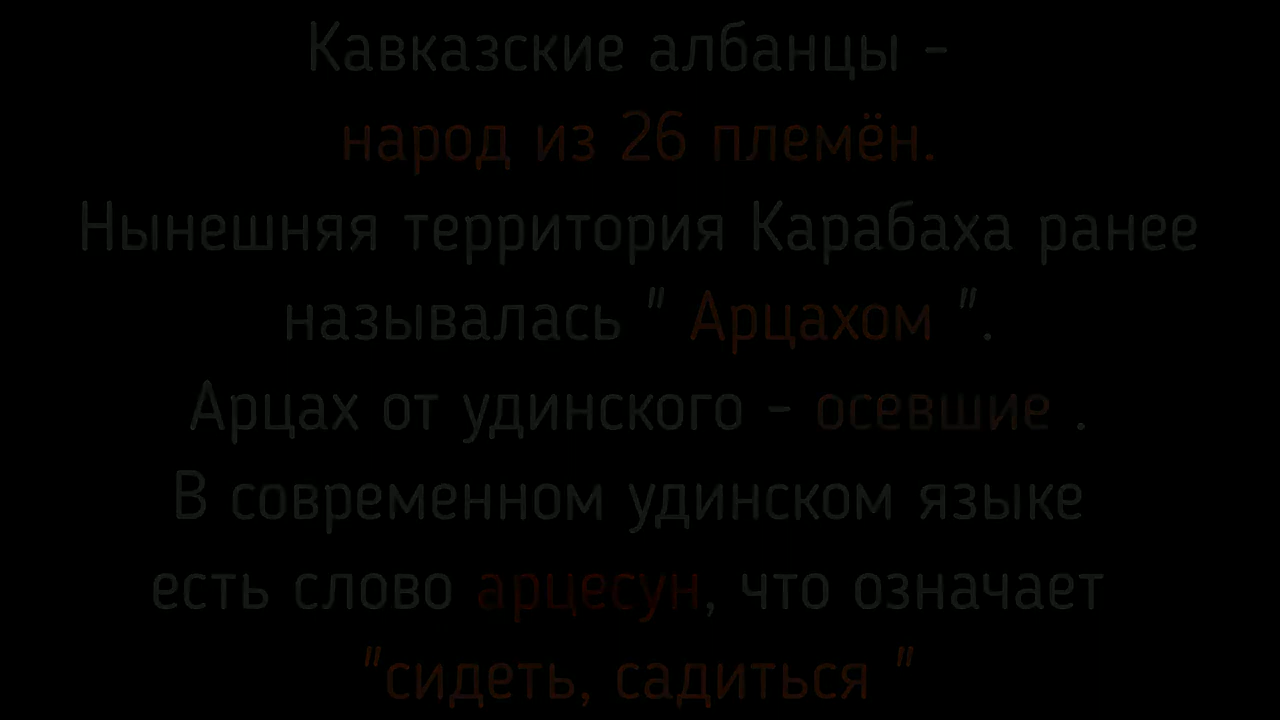 Кавказские албанцы -
народ из 26 племён.
Нынешняя территория Карабаха ранее
называлась " Арцахом ".
Арцах от удинского - осевшие .
В современном удинском языке
есть слово арцесун, что означает
"сидеть, садиться "